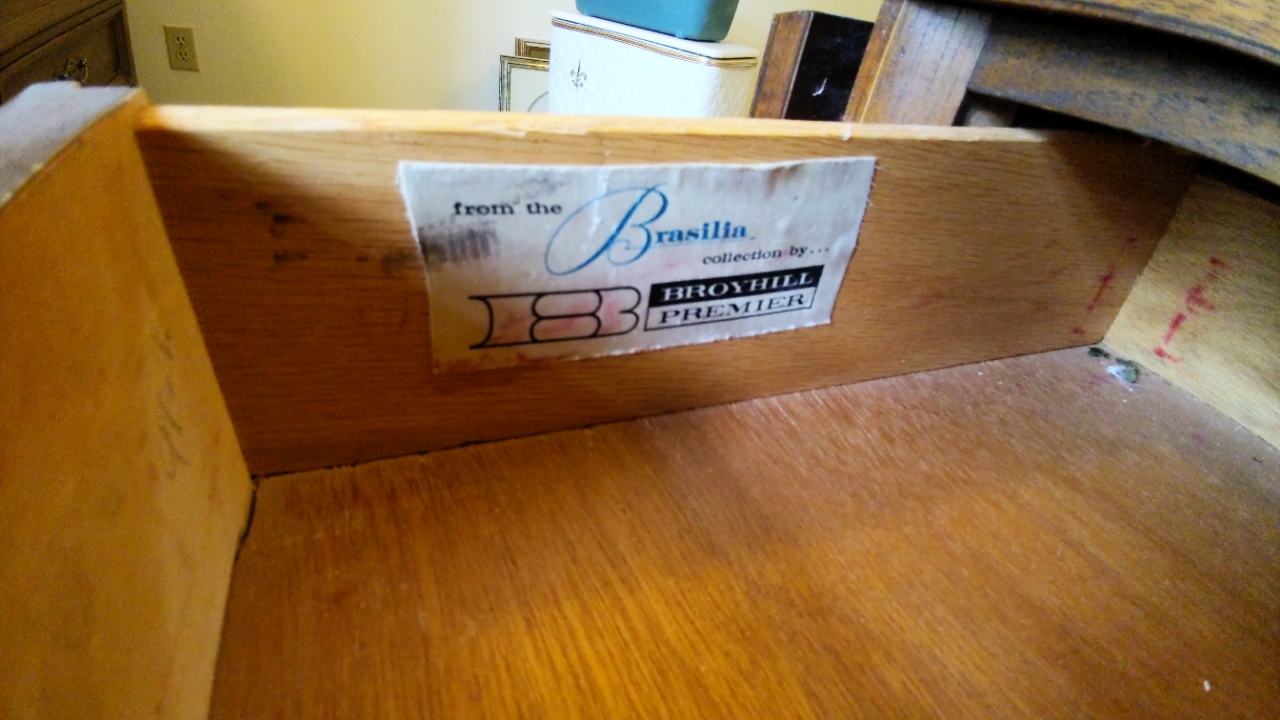 from the Brasilia
collection by...
BROYHILL
PREMIER